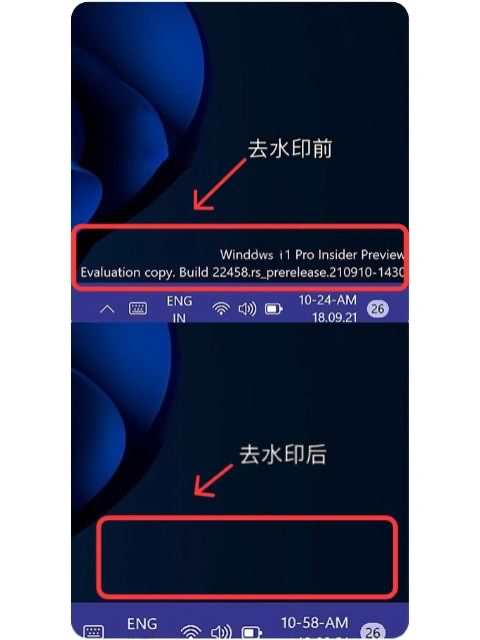 去水印前
Winddws 11 Pro Insider Preview
Evaluation copy. Build 22458.rs_prerelease.210910-1430
ENG
IN
10-24-AM
18.09.21
26
去水印后
ENG
10-58-AM
26